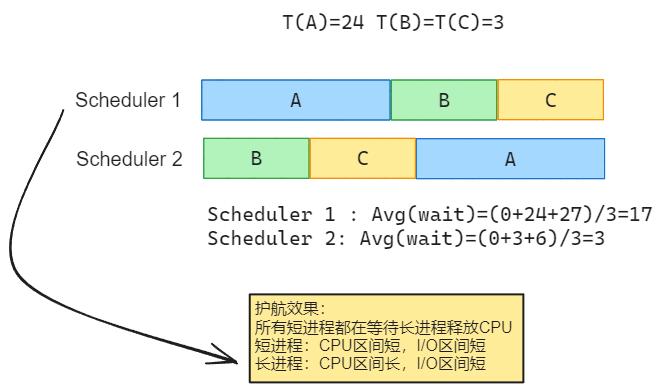 T(A)=24 T(B)=T(C)=3
Scheduler 1
A
B
C
Scheduler 2
B
C
A
Scheduler 1 : Avg(wait)=(0+24+27)/3=17
Scheduler 2: Avg(wait)=(0+3+6)/3=3
护航效果:
所有短进程都在等待长进程释放CPU
短进程: CPU区间短, I/O区间短
长进程: CPU区间长, I/O区间短